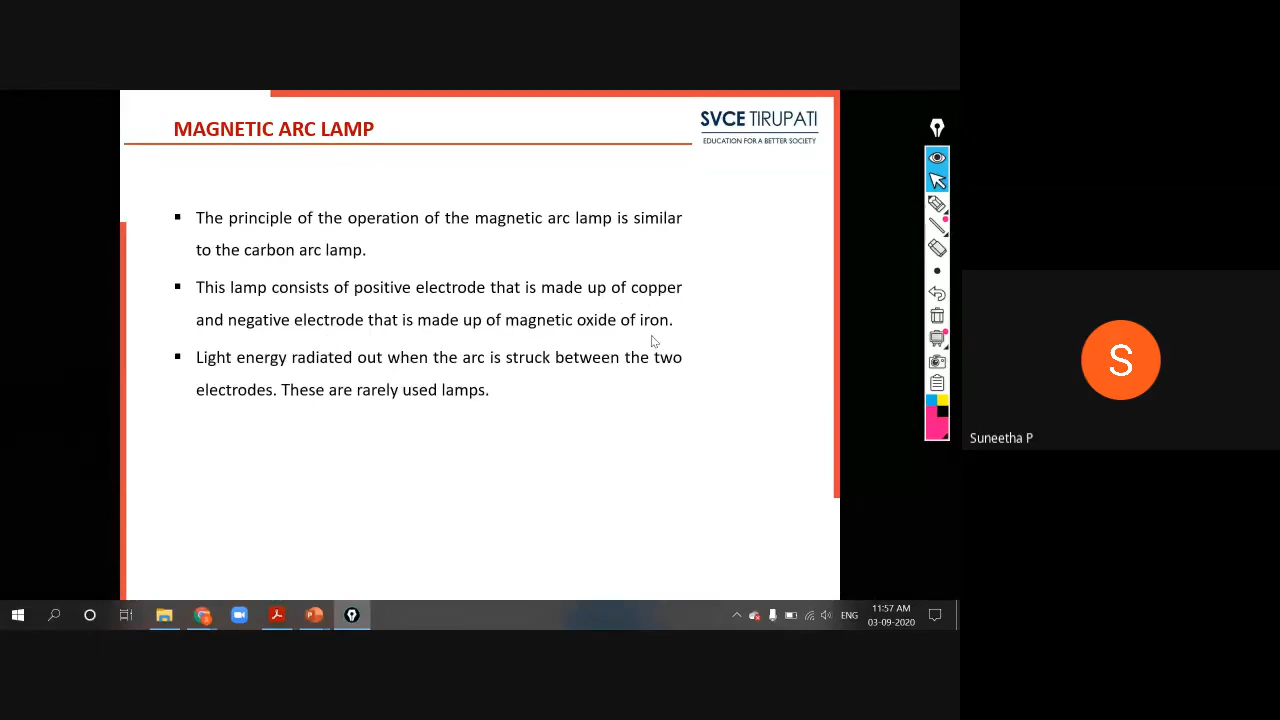 MAGNETIC ARC LAMP
SVCE TIRUPATI
EDUCATION FOR A BETTER SOCIETY
▪ The principle of the operation of the magnetic arc lamp is similar
to the carbon arc lamp.
▪ This lamp consists of positive electrode that is made up of copper
and negative electrode that is made up of magnetic oxide of iron.
▪ Light energy radiated out when the arc is struck between the two
electrodes. These are rarely used lamps.
S
Suneetha P
ENG
11:57 AM
03-09-2020